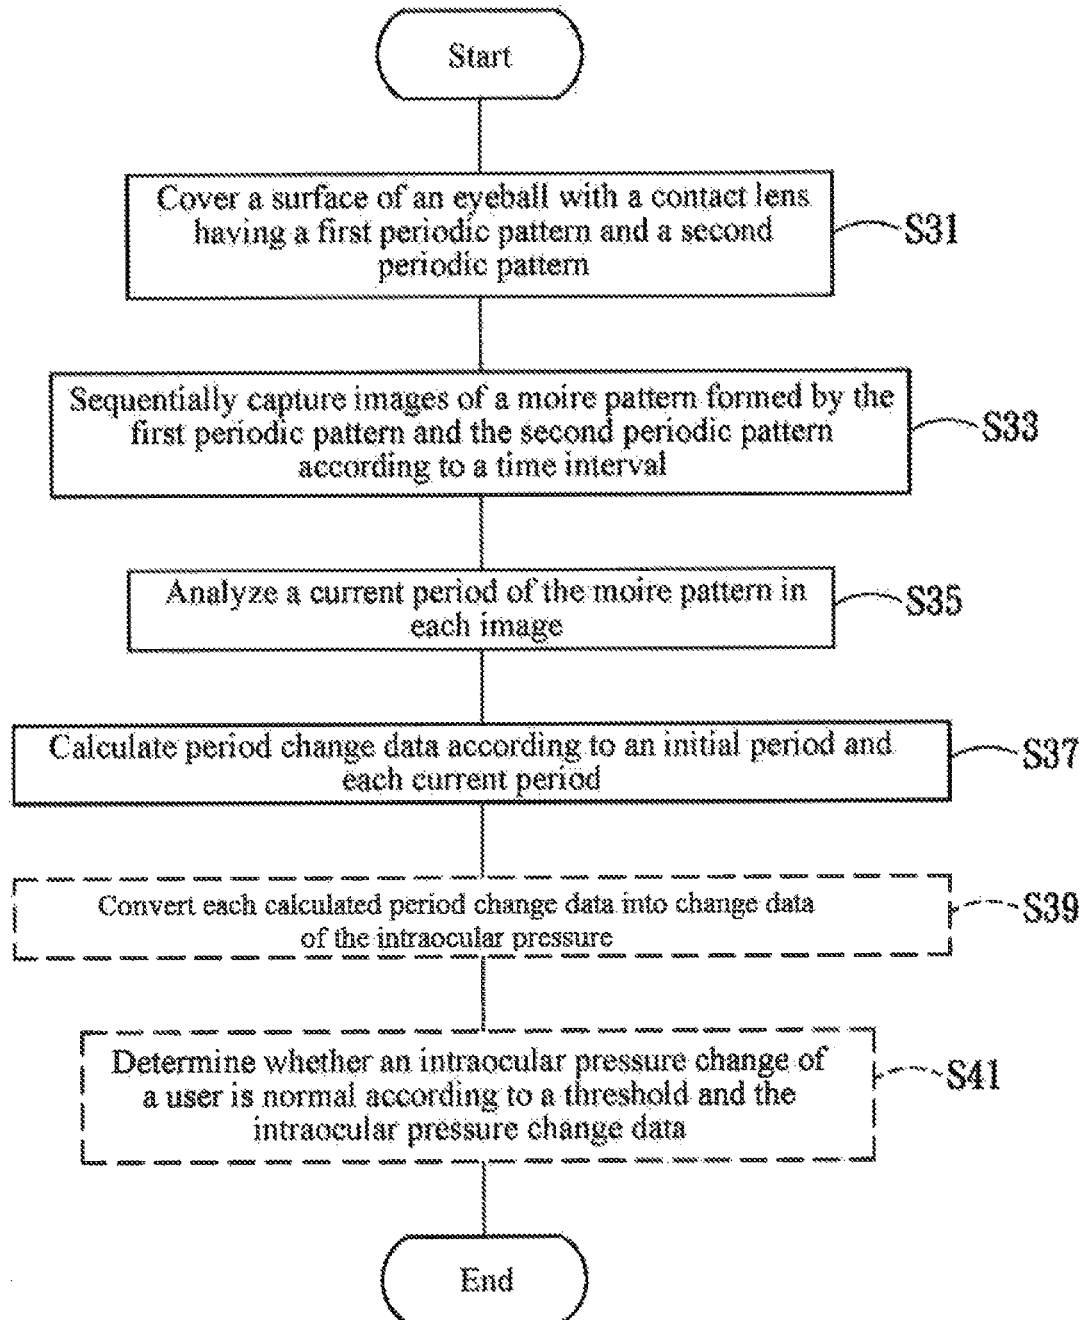 Start
Cover a surface of an eyeball with a contact lens
having a first periodic pattern and a second
periodic pattern
S31
Sequentially capture images of a moire pattern formed by the
first periodic pattern and the second periodic pattern
according to a time interval
S33
Analyze a current period of the moire pattern in
each image
S35
Calculate period change data according to an initial period and
each current period
S37
Convert each calculated period change data into change data
of the intraocular pressure
S39
Determine whether an intraocular pressure change of
a user is normal according to a threshold and the
intraocular pressure change data
S41
End